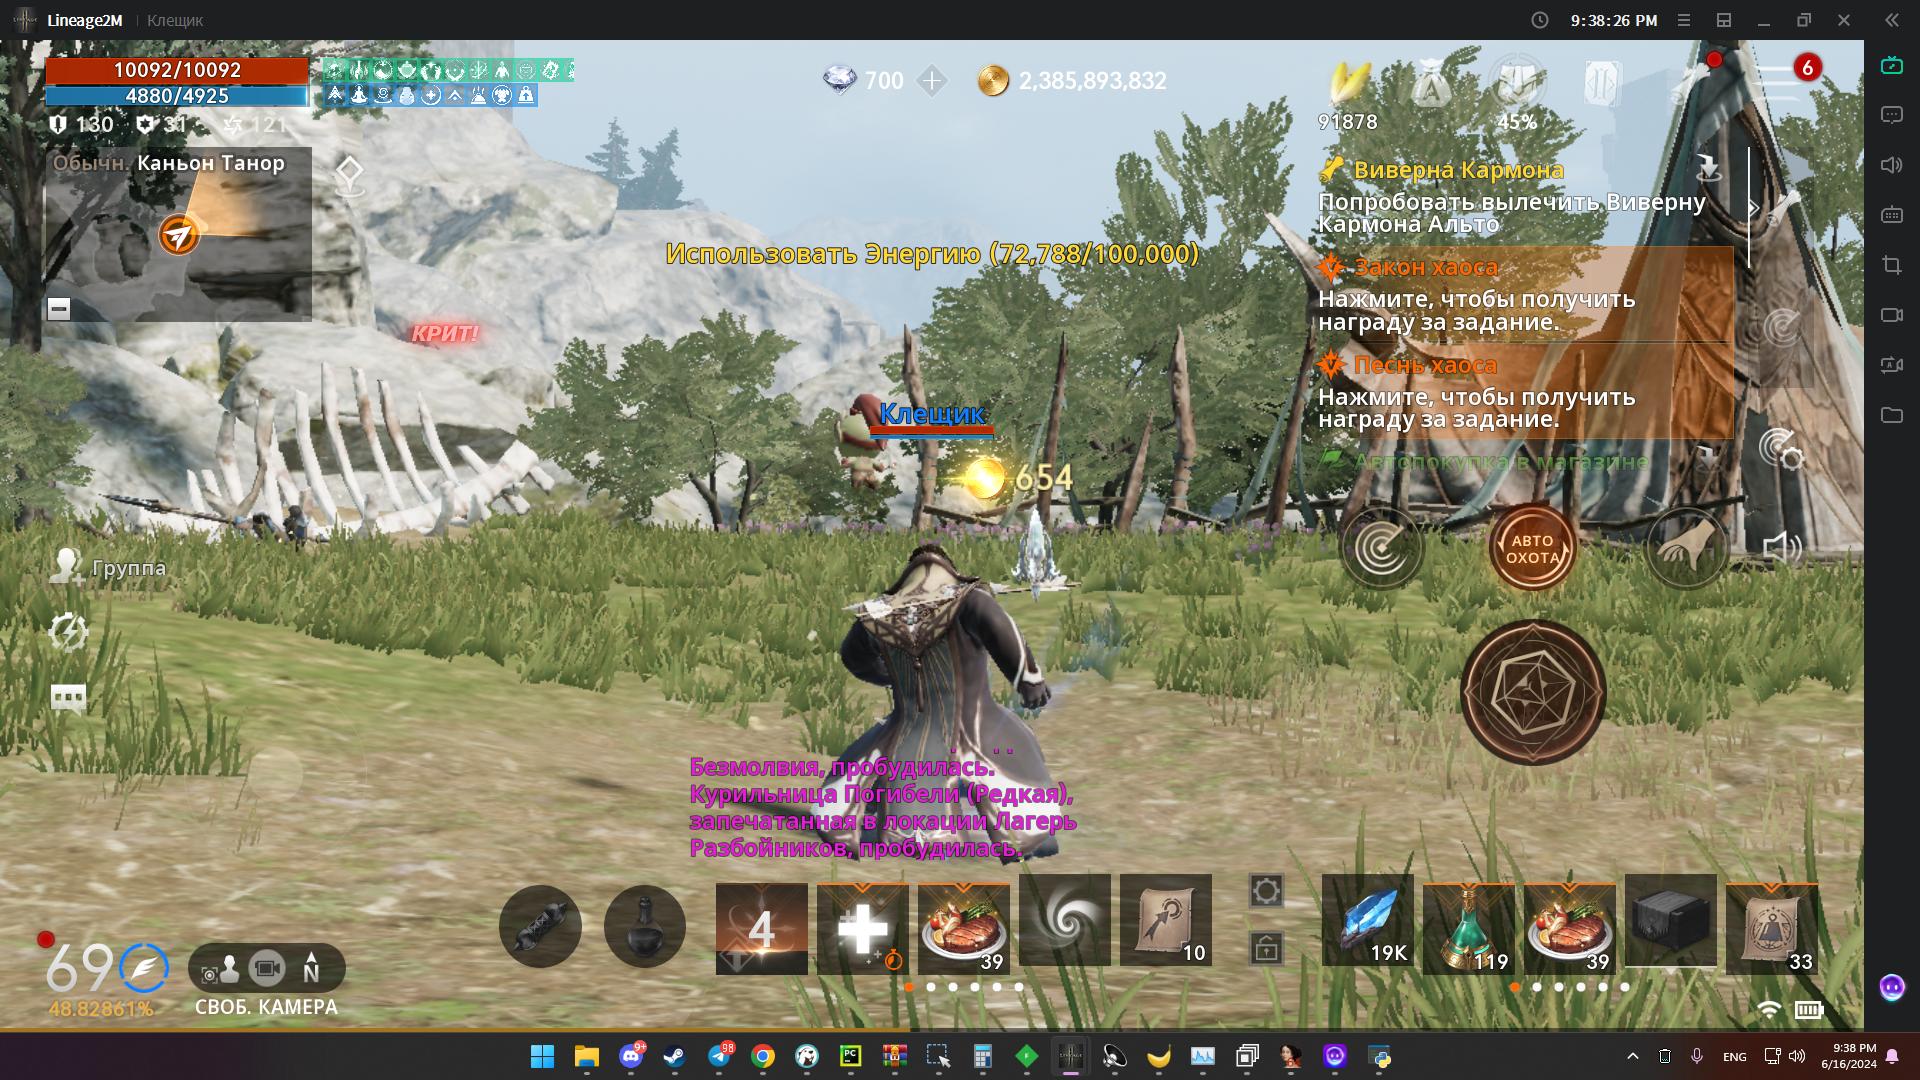 Lineage2M
Клещик
9:38:26 PM
10092/10092
4880/4925
130
31
121
700
2,385,893,832
91878
45%
6
Обычн. Каньон Танор
Виверна Кармона
Попробовать вылечить Виверну
Кармона Альто
Использовать Энергию (72,788/100,000)
Закон хаоса
Нажмите, чтобы получить
награду за задание.
КРИТ!
Песнь хаоса
Нажмите, чтобы получить
награду за задание.
Клещик
Автопокупка в магазине
654
АВТО
ОХОТА
Группа
Безмолвия, пробудилась.
Курильница Погибели (Редкая),
запечатанная в локации Лагерь
Разбойников, пробудилась.
4
39
10
19K
119
39
33
69
48.82861%
N
СВОБ. КАМЕРА
9+
98
PC
ENG
9:38 PM
6/16/2024